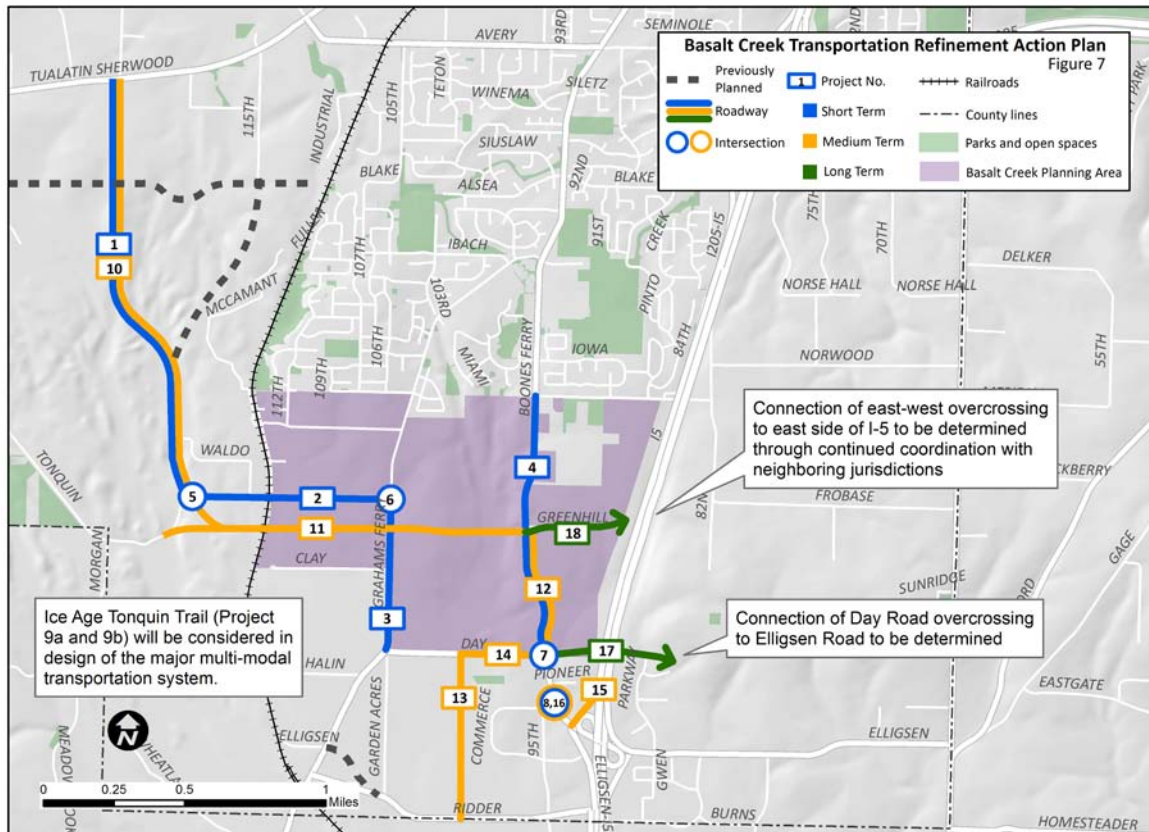 Basalt Creek Transportation Refinement Action Plan
Figure 7
Previously
Planned
Roadway
Intersection
1 Project No.
Short Term
Medium Term
Long Term
Railroads
County lines
Parks and open spaces
Basalt Creek Planning Area
TUALATIN SHERWOOD
AVERY
93RD
SEMINOLE
115TH
INDUSTRIAL
105TH
TETON
WINEMA
SILETZ
SIUSLAW
92ND
BLAKE
ALSEA
BLAKE
91ST
CREEK
I205-I5
75TH
70TH
IBACH
PINTO
107TH
103RD
MCCAMANT
NORSE HALL
NORSE HALL
DELKER
106TH
109TH
112TH
MIAMI
BOONES FERRY
IOWA
84TH
NORWOOD
55TH
1
10
WALDO
TONQUIN
I5
Connection of east-west overcrossing
to east side of I-5 to be determined
through continued coordination with
neighboring jurisdictions
4
5
2
6
82N
FROBASE
GREENHILL
18
11
GRAHAMS FERRY
CLAY
MORGAN
GAGE
12
SUNRIDGE
3
Ice Age Tonquin Trail (Project
9a and 9b) will be considered in
design of the major multi-modal
transportation system.
Connection of Day Road overcrossing
to Elligsen Road to be determined
HALIN
DAY
14
7
17
PIONEER
13
COMMERCE
8,16
15
PARKWAY
EASTGATE
N
ELLIGSEN
GARDEN ACRES
95TH
ELLIGSEN
GWEN
ELLIGSEN-I5
0 0.25 0.5 1
Miles
RIDDER
BURNS
HOMESTEADER